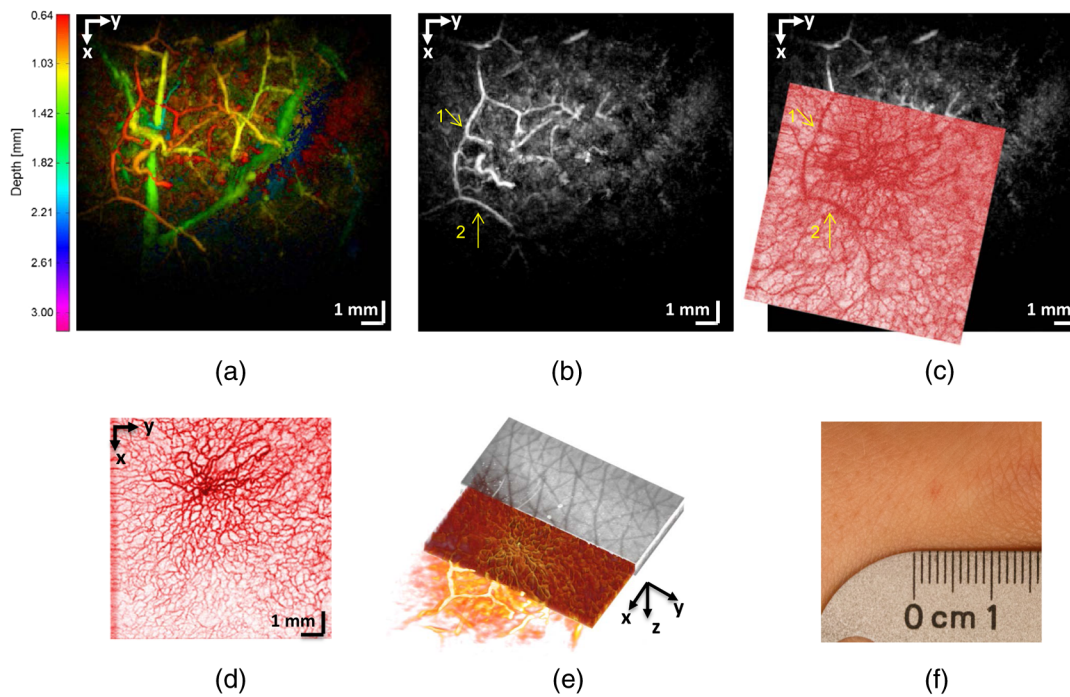 0.64
1.03
1.42
1.82
2.21
2.61
3.00
Depth [mm]
y
x
1 mm
(a)
y
x
1
2
1 mm
(b)
y
x
1
2
1 mm
(c)
y
x
1 mm
(d)
x
y
z
(e)
0 cm 1
(f)